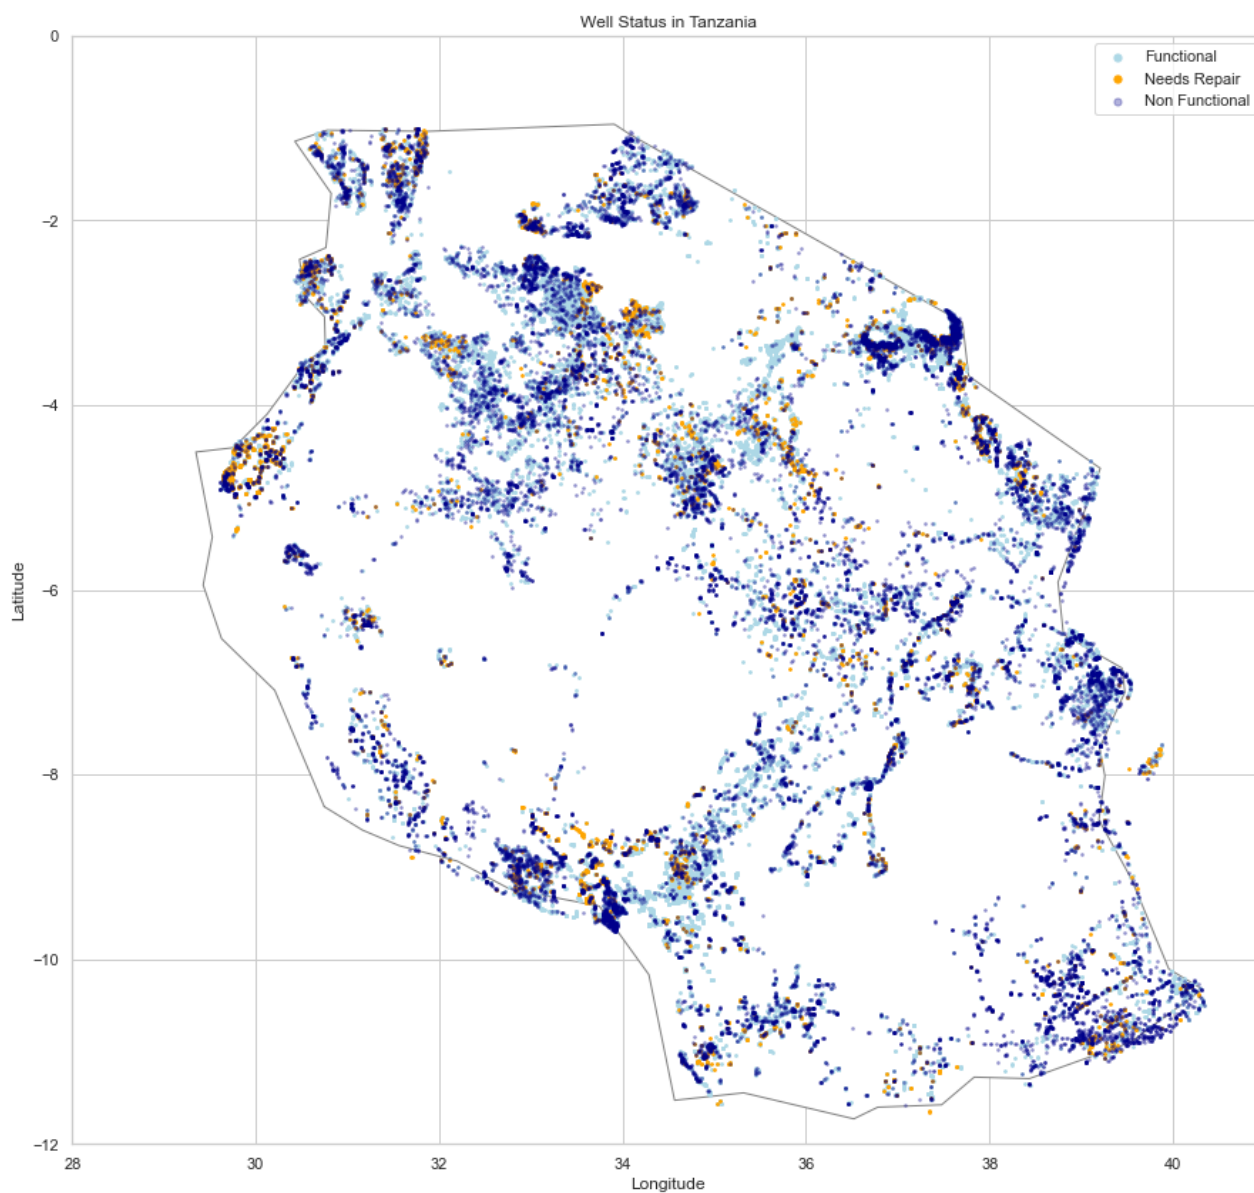 Well Status in Tanzania
Functional
Needs Repair
Non Functional
0
−2
−4
−6
−8
−10
−12
Latitude
28
30
32
34
36
38
40
Longitude